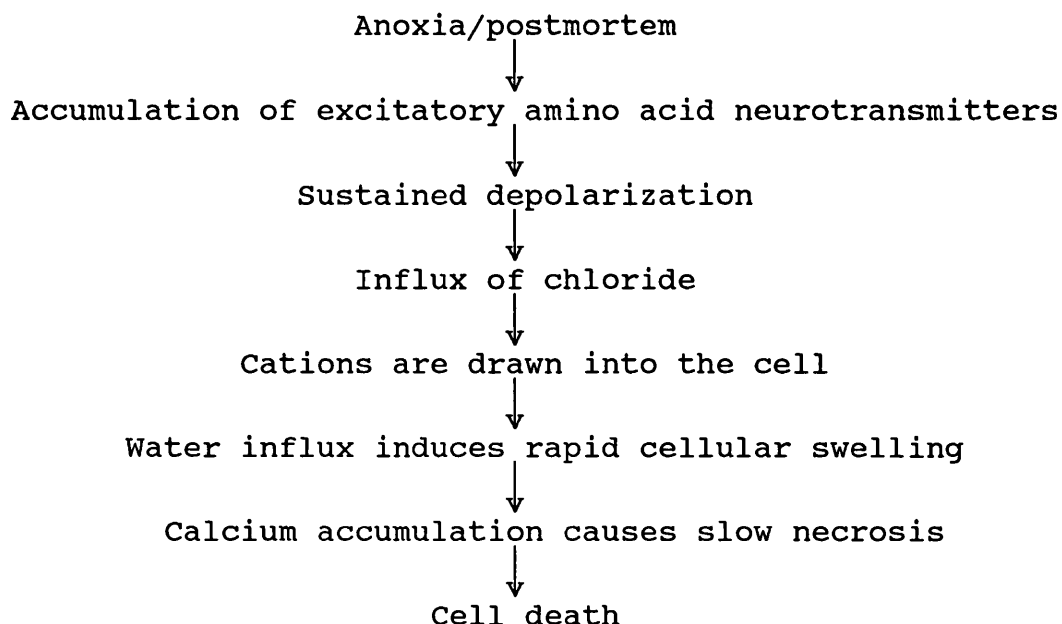 Anoxia/postmortem
Accumulation of excitatory amino acid neurotransmitters
Sustained depolarization
Influx of chloride
Cations are drawn into the cell
Water influx induces rapid cellular swelling
Calcium accumulation causes slow necrosis
Cell death